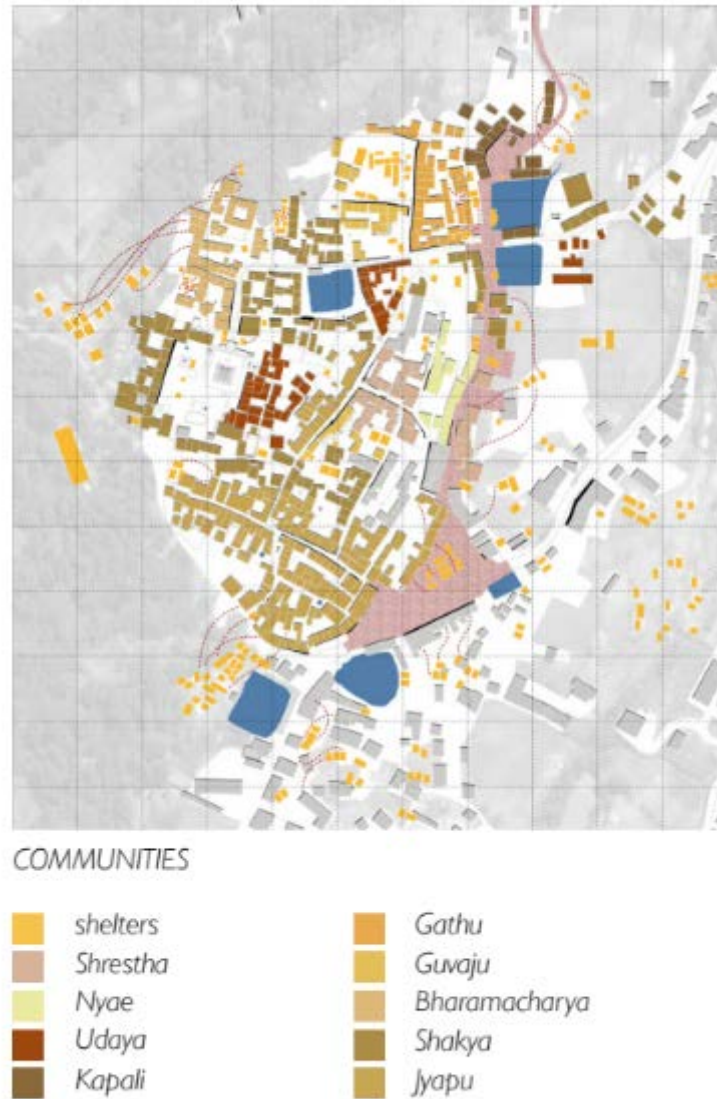 COMMUNITIES
shelters
Shrestha
Nyae
Udaya
Kapali
Gathu
Guvaju
Bharamacharya
Shakya
Jyapu